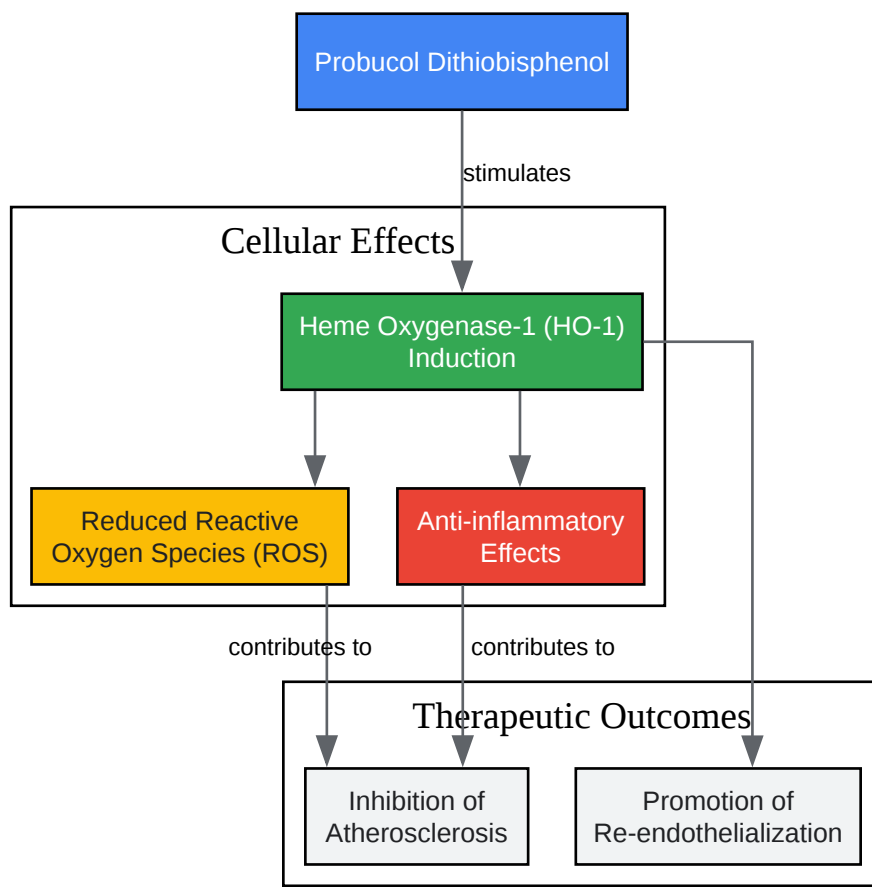 Probucol Dithiobisphenol
stimulates
Cellular Effects
Heme Oxygenase-1 (HO-1)
Induction
Reduced Reactive
Oxygen Species (ROS)
Anti-inflammatory
Effects
contributes to
contributes to
Therapeutic Outcomes
Inhibition of
Atherosclerosis
Promotion of
Re-endothelialization